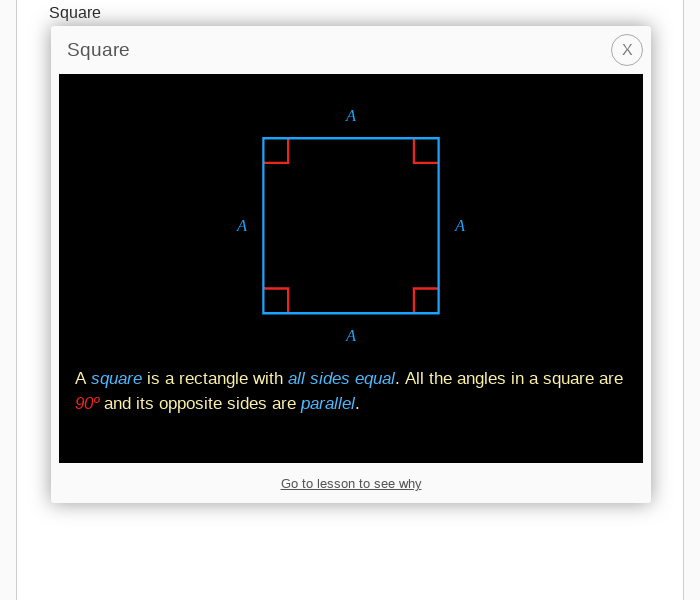 Square
Square
X
A
A
A
A
A square is a rectangle with all sides equal. All the angles in a square are
90º and its opposite sides are parallel.
Go to lesson to see why